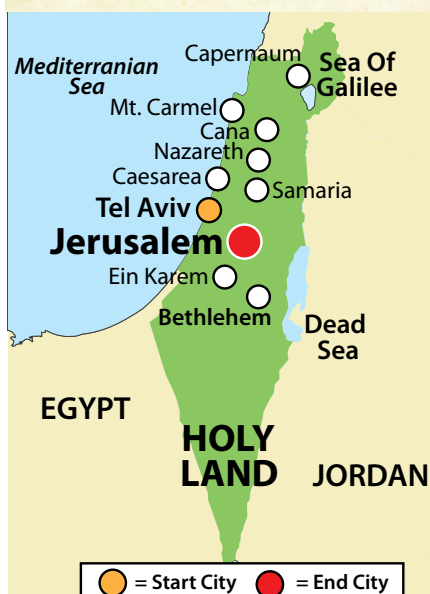 Capernaum
Mediterranian
Sea
Sea Of
Galilee
Mt. Carmel
Cana
Nazareth
Caesarea
Samaria
Tel Aviv
Jerusalem
Ein Karem
Bethlehem
Dead
Sea
EGYPT
HOLY
LAND
JORDAN
= Start City = End City